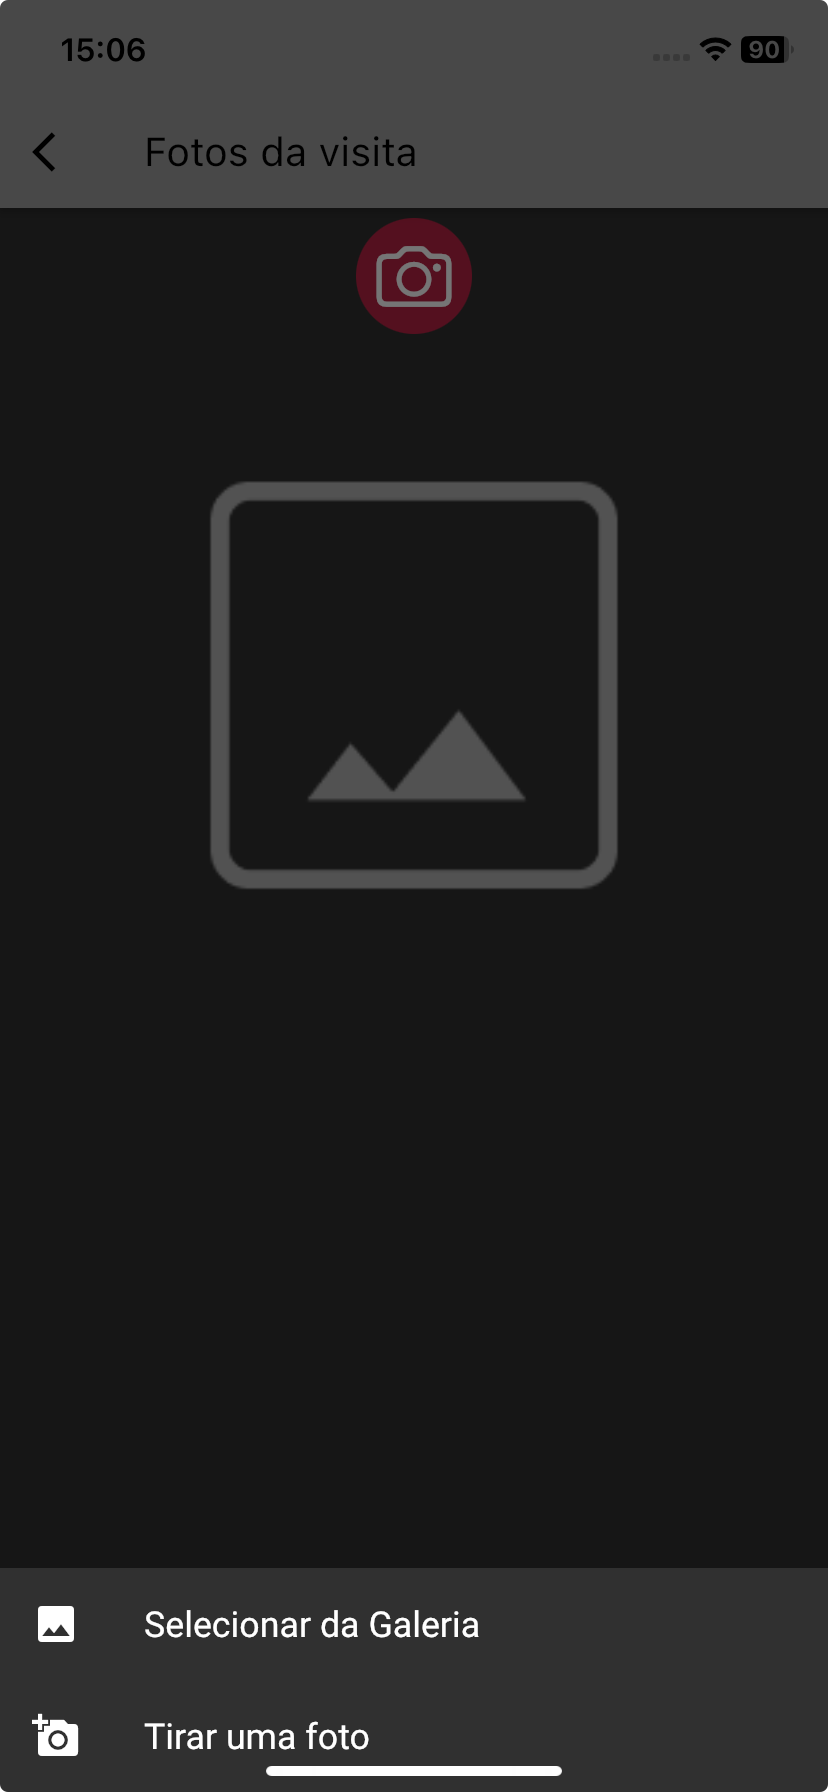 15:06
90
Fotos da visita
Selecionar da Galeria
Tirar uma foto